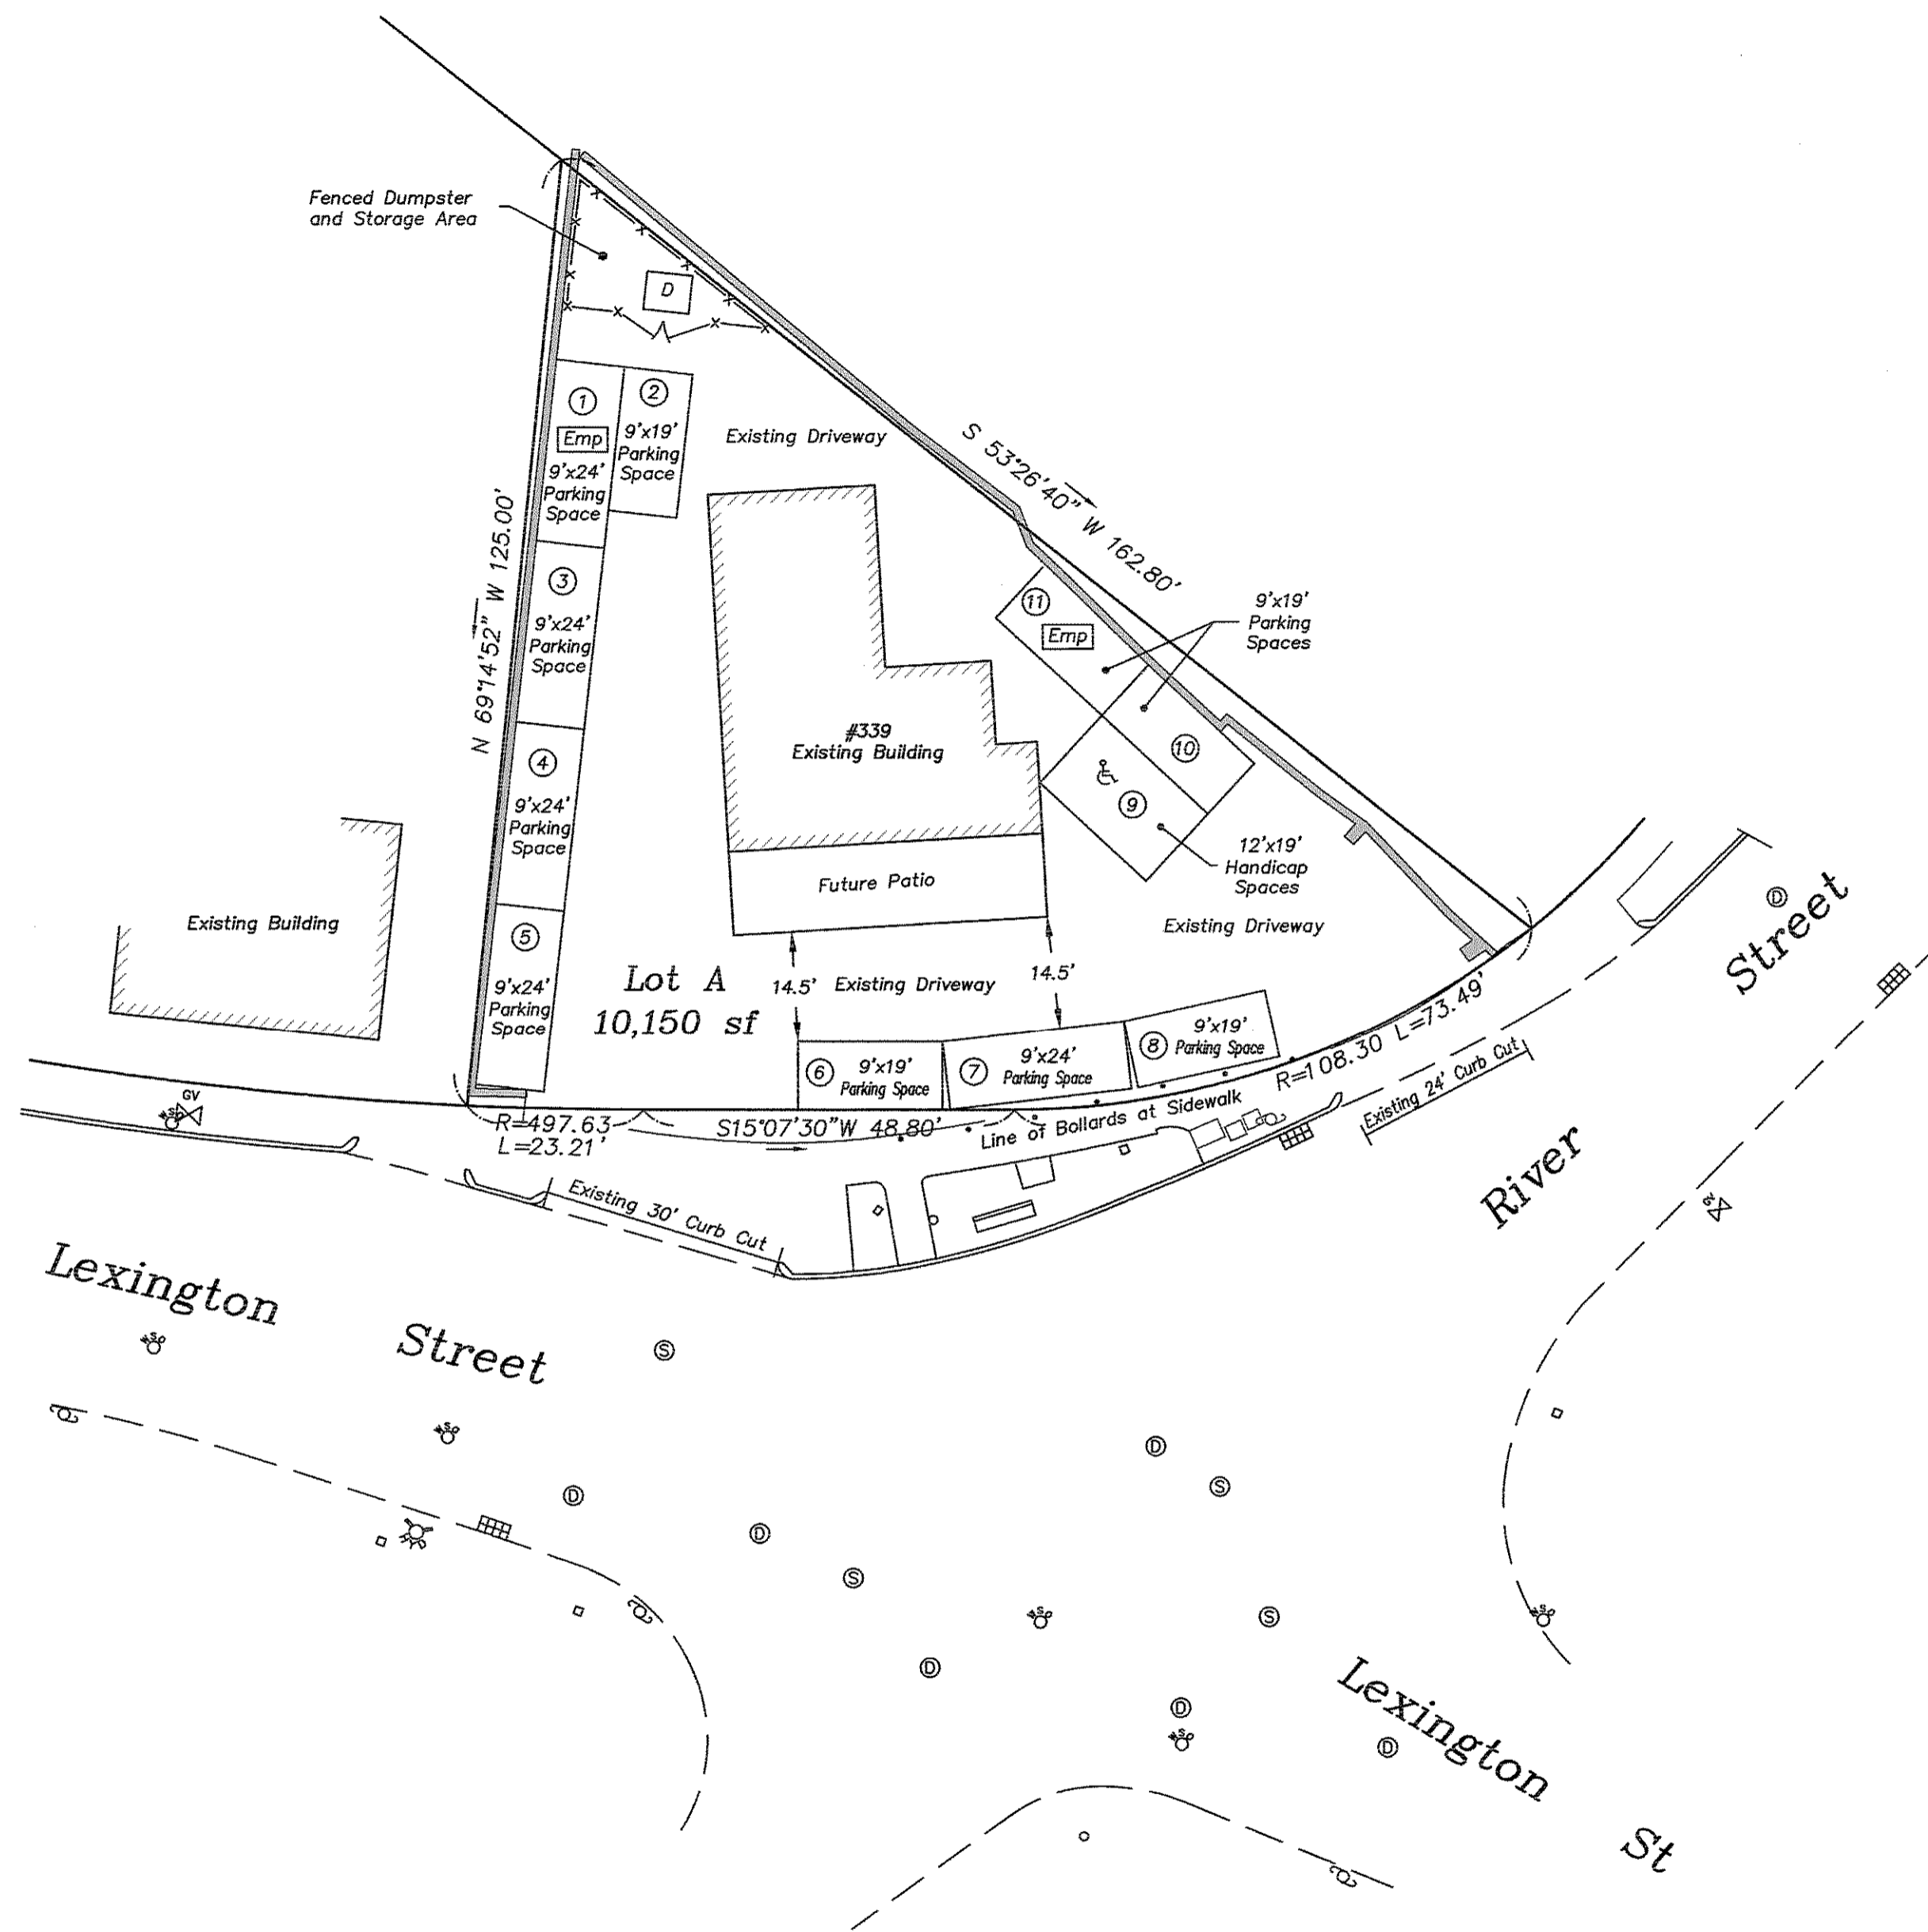 Fenced Dumpster
and Storage Area
D
1
Emp
9'x24'
Parking
Space
2
9'x19'
Parking
Space
Existing Driveway
S 53°26'40" W 162.80'
N 69°14'52" W 125.00'
3
9'x24'
Parking
Space
11
Emp
9'x19'
Parking
Spaces
#339
Existing Building
10
4
9'x24'
Parking
Space
9
12'x19'
Handicap
Spaces
Future Patio
Existing Building
5
9'x24'
Parking
Space
Lot A
10,150 sf
14.5'
Existing Driveway
14.5'
Existing Driveway
6
9'x19'
Parking Space
7
9'x24'
Parking Space
8
9'x19'
Parking Space
R=108.30 L=73.49'
R=497.63
L=23.21'
S15°07'30"W 48.80'
Line of Bollards at Sidewalk
Existing 24' Curb Cut
Existing 30' Curb Cut
GV
WSO
River
Street
D
Lexington
Street
WSO
S
WSO
D
D
S
D
S
D
WSO
S
WSO
D
WSO
D
Lexington
St